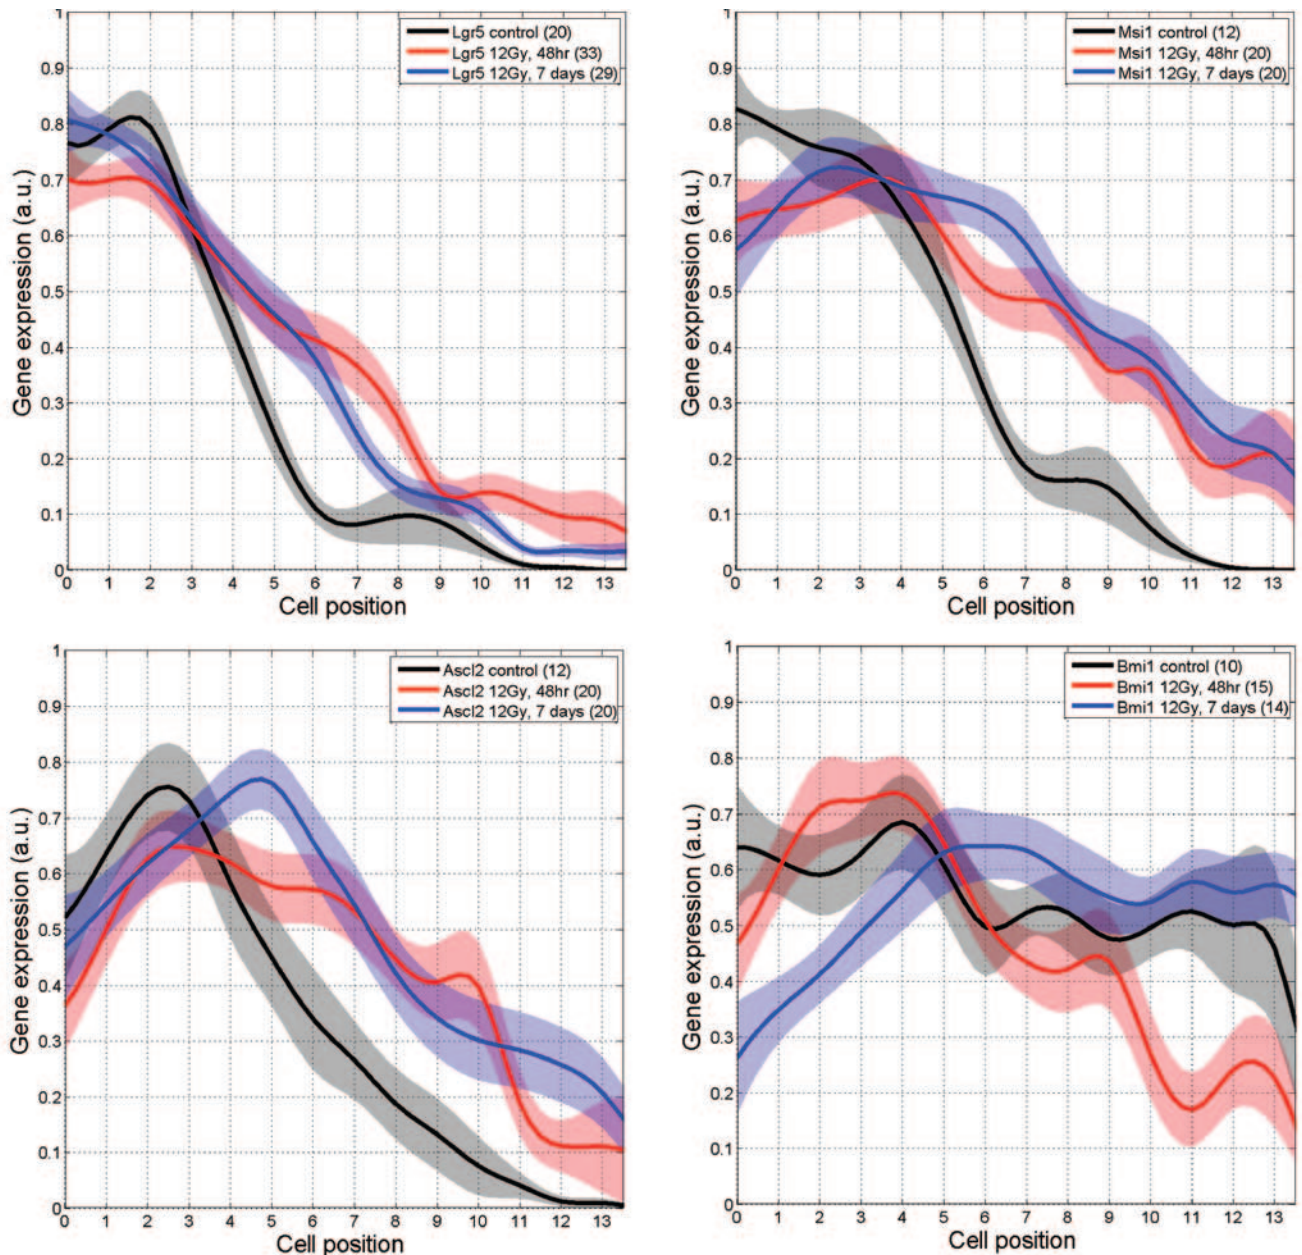 Lgr5 control (20)
Lgr5 12Gy, 48hr (33)
Lgr5 12Gy, 7 days (29)
Gene expression (a.u.)
1
0.9
0.8
0.7
0.6
0.5
0.4
0.3
0.2
0.1
0
0 1 2 3 4 5 6 7 8 9 10 11 12 13
Cell position
Msi1 control (12)
Msi1 12Gy, 48hr (20)
Msi1 12Gy, 7 days (20)
Gene expression (a.u.)
1
0.9
0.8
0.7
0.6
0.5
0.4
0.3
0.2
0.1
0
0 1 2 3 4 5 6 7 8 9 10 11 12 13
Cell position
Ascl2 control (12)
Ascl2 12Gy, 48hr (20)
Ascl2 12Gy, 7 days (20)
Gene expression (a.u.)
1
0.9
0.8
0.7
0.6
0.5
0.4
0.3
0.2
0.1
0
0 1 2 3 4 5 6 7 8 9 10 11 12 13
Cell position
Bmi1 control (10)
Bmi1 12Gy, 48hr (15)
Bmi1 12Gy, 7 days (14)
Gene expression (a.u.)
1
0.9
0.8
0.7
0.6
0.5
0.4
0.3
0.2
0.1
0
0 1 2 3 4 5 6 7 8 9 10 11 12 13
Cell position